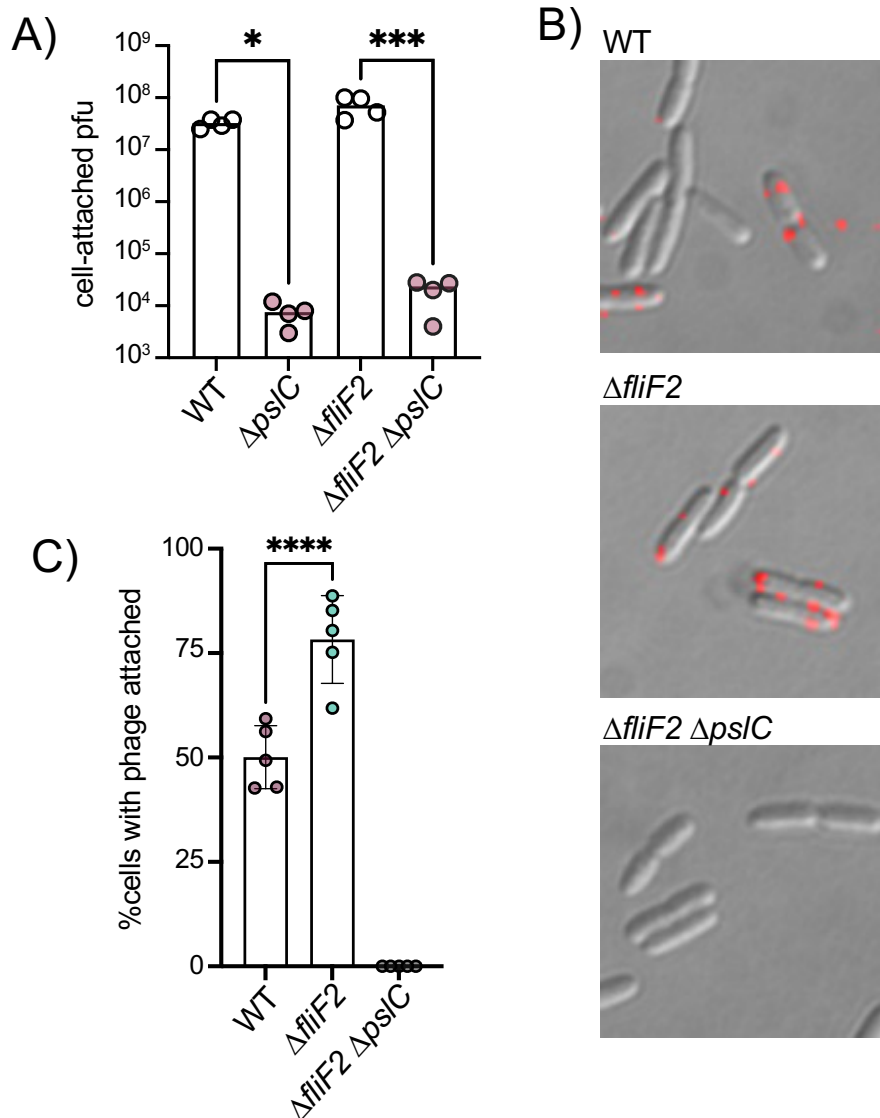 A)
cell-attached pfu
10⁹
10⁸
10⁷
10⁶
10⁵
10⁴
10³
*
***
WT
ΔpslC
ΔfliF2
ΔfliF2 ΔpslC
B)
WT
ΔfliF2
ΔfliF2 ΔpslC
C)
%cells with phage attached
100
75
50
25
0
****
WT
ΔfliF2
ΔfliF2 ΔpslC